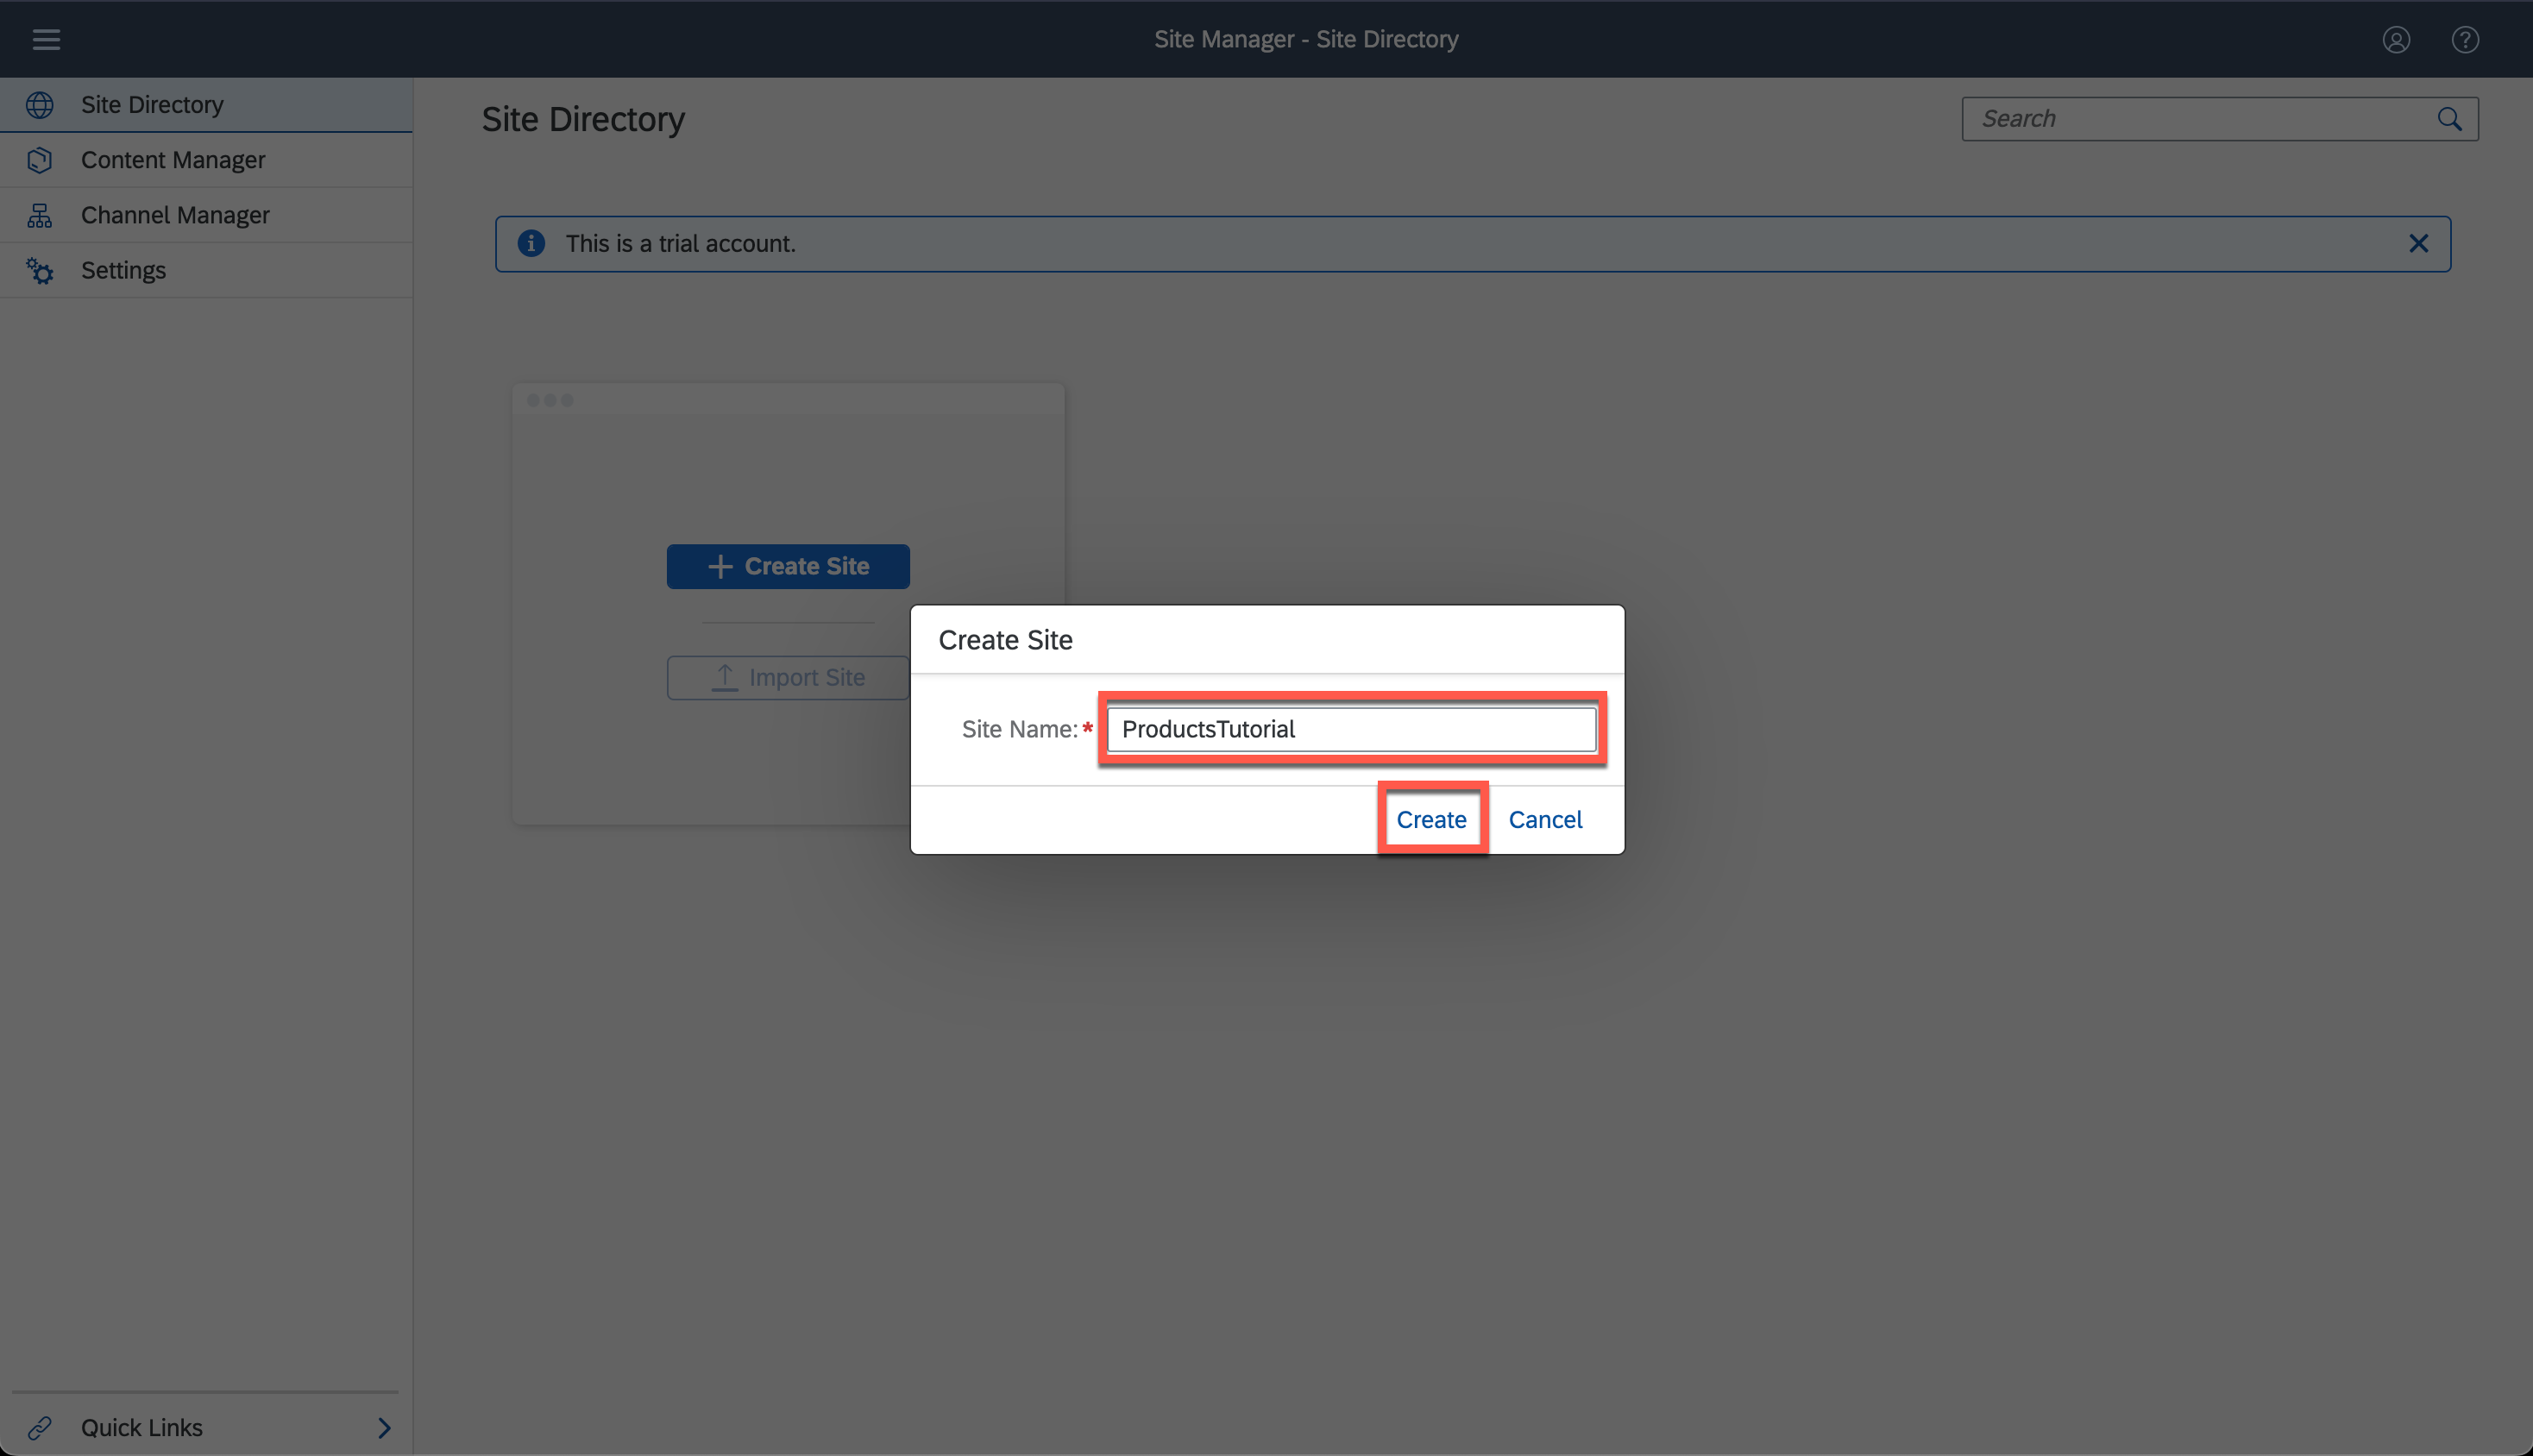 Site Manager - Site Directory
Site Directory
Content Manager
Channel Manager
Settings
Quick Links
Site Directory
Search
This is a trial account.
Create Site
Import Site
Create Site
Site Name:* ProductsTutorial
Create Cancel